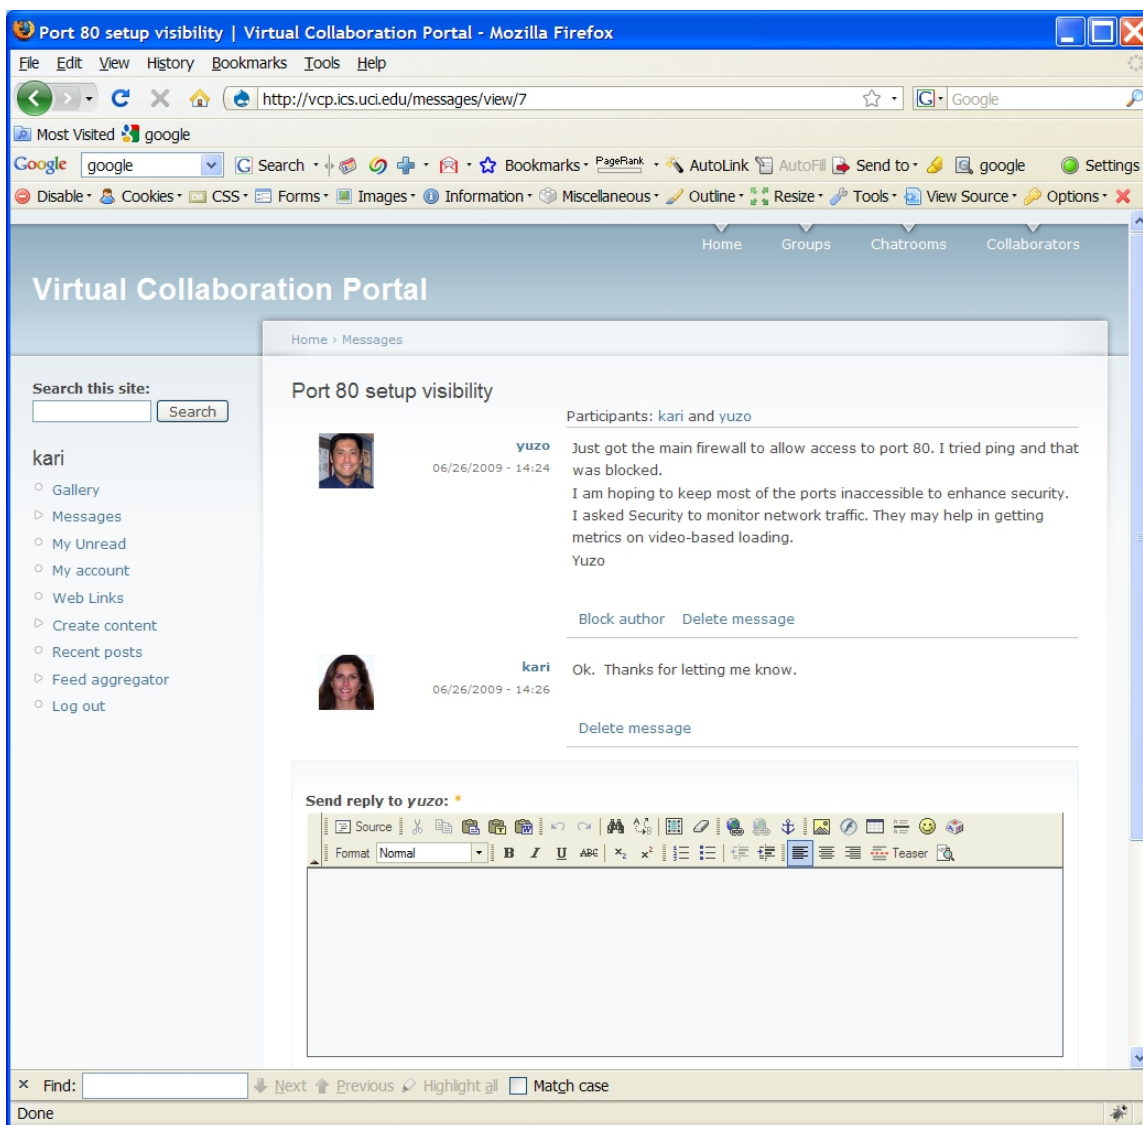 Port 80 setup visibility | Virtual Collaboration Portal - Mozilla Firefox
File Edit View History Bookmarks Tools Help
http://vcp.ics.uci.edu/messages/view/7 G Google
Most Visited google
Google google G Search Bookmarks PageRank AutoLink AutoFill Send to google Settings
Disable Cookies CSS Forms Images Information Miscellaneous Outline Resize Tools View Source Options
Home Groups Chatrooms Collaborators
Virtual Collaboration Portal
Home › Messages
Search this site:
Search
kari
Gallery
Messages
My Unread
My account
Web Links
Create content
Recent posts
Feed aggregator
Log out
Port 80 setup visibility
Participants: kari and yuzo
yuzo
06/26/2009 - 14:24
Just got the main firewall to allow access to port 80. I tried ping and that
was blocked.
I am hoping to keep most of the ports inaccessible to enhance security.
I asked Security to monitor network traffic. They may help in getting
metrics on video-based loading.
Yuzo
Block author Delete message
kari
06/26/2009 - 14:26
Ok. Thanks for letting me know.
Delete message
Send reply to yuzo: *
Source
Format Normal B I U ABC x₂ x² Teaser
× Find: Next Previous Highlight all Match case
Done